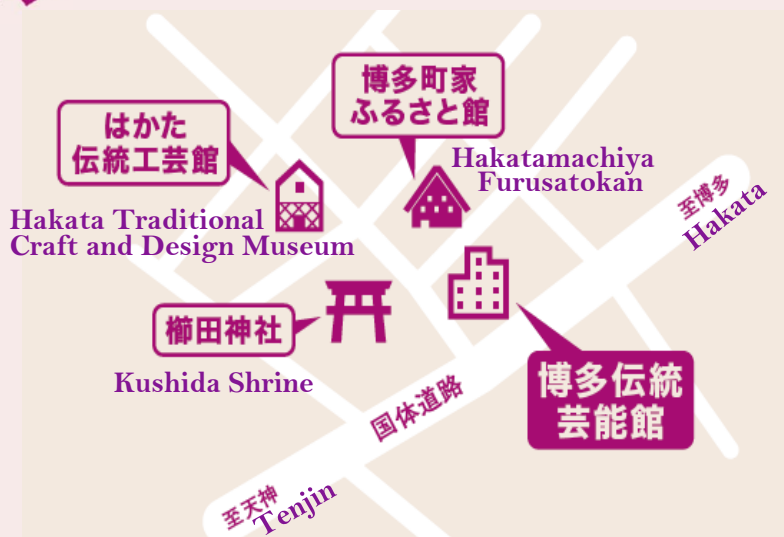 博多町家
ふるさと館
はかた
伝統工芸館
Hakatamachiya
Furusatokan
至博多
Hakata
Hakata Traditional
Craft and Design Museum
櫛田神社
Kushida Shrine
博多伝統
芸能館
国体道路
至天神
Tenjin